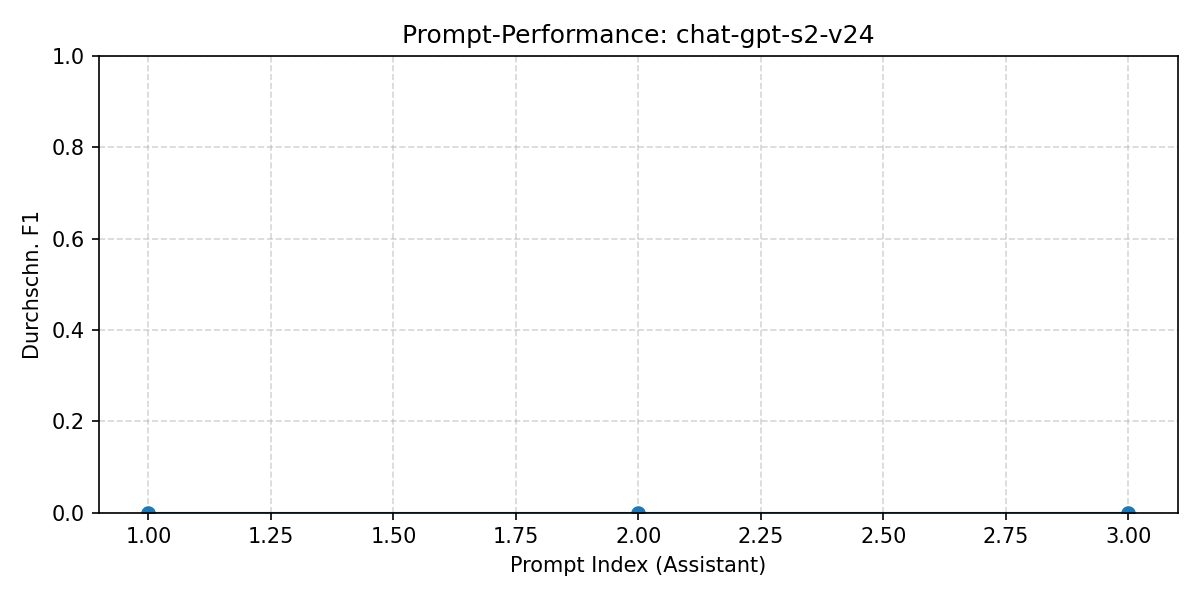 Prompt-Performance: chat-gpt-s2-v24
1.0
0.8
0.6
0.4
0.2
0.0
Durchschn. F1
1.00 1.25 1.50 1.75 2.00 2.25 2.50 2.75 3.00
Prompt Index (Assistant)